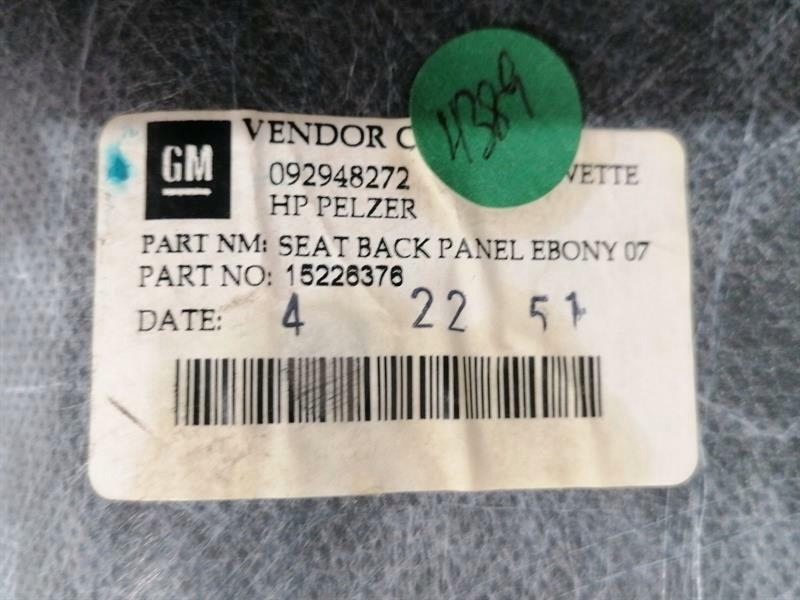 4389
GM
VENDOR C
092948272 VETTE
HP PELZER
PART NM: SEAT BACK PANEL EBONY 07
PART NO: 15226376
DATE: 4 22 51